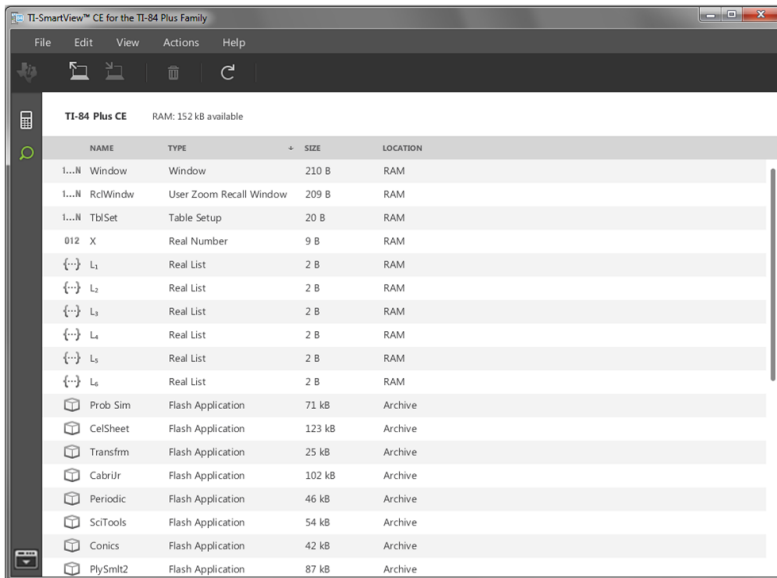 TI-SmartView™ CE for the TI-84 Plus Family
File Edit View Actions Help
TI-84 Plus CE RAM: 152 kB available
NAME TYPE SIZE LOCATION
1...N Window Window 210 B RAM
1...N RclWindw User Zoom Recall Window 209 B RAM
1...N TblSet Table Setup 20 B RAM
012 X Real Number 9 B RAM
{...} L₁ Real List 2 B RAM
{...} L₂ Real List 2 B RAM
{...} L₃ Real List 2 B RAM
{...} L₄ Real List 2 B RAM
{...} L₅ Real List 2 B RAM
{...} L₆ Real List 2 B RAM
Prob Sim Flash Application 71 kB Archive
CelSheet Flash Application 123 kB Archive
Transfrm Flash Application 25 kB Archive
CabriJr Flash Application 102 kB Archive
Periodic Flash Application 46 kB Archive
SciTools Flash Application 54 kB Archive
Conics Flash Application 42 kB Archive
PlySmlt2 Flash Application 87 kB Archive